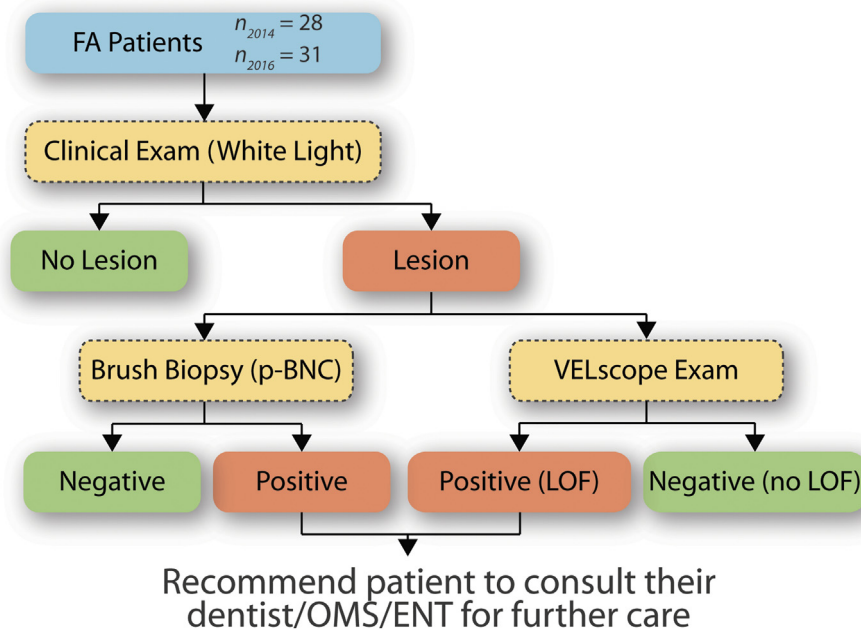 FA Patients
n2014 = 28
n2016 = 31
Clinical Exam (White Light)
No Lesion
Lesion
Brush Biopsy (p-BNC)
VELscope Exam
Negative
Positive
Positive (LOF)
Negative (no LOF)
Recommend patient to consult their
dentist/OMS/ENT for further care